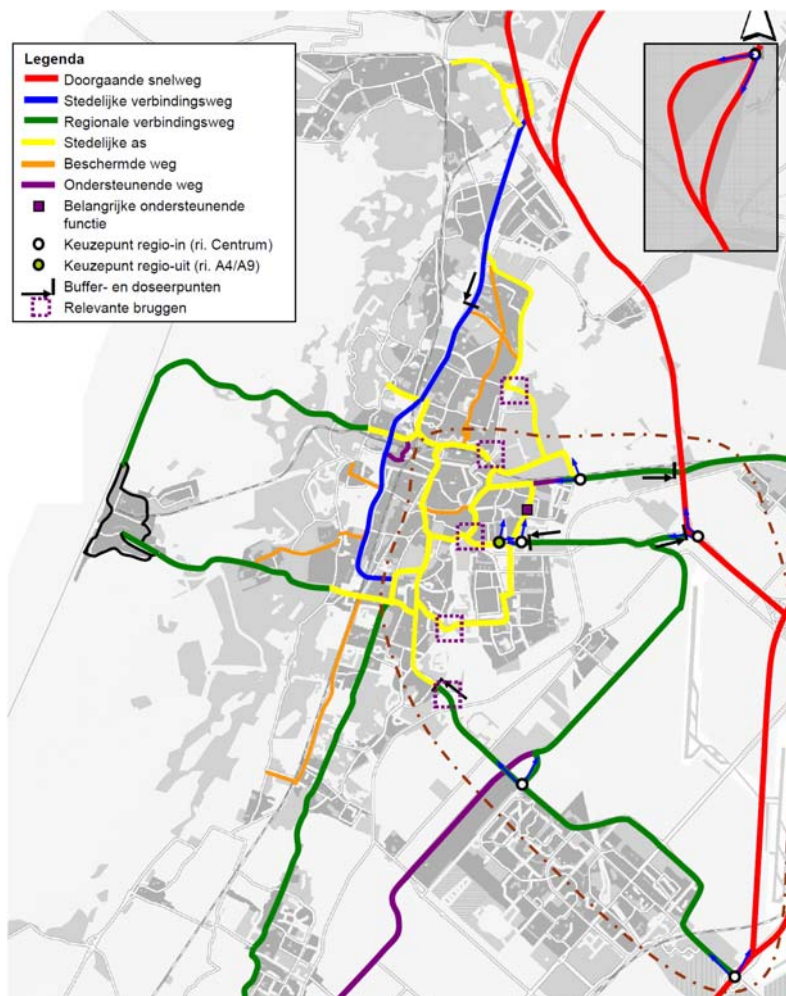 Legenda
Doorgaande snelweg
Stedelijke verbindingsweg
Regionale verbindingsweg
Stedelijke as
Beschermde weg
Ondersteunende weg
Belangrijke ondersteunende
functie
Keuzepunt regio-in (ri. Centrum)
Keuzepunt regio-uit (ri. A4/A9)
Buffer- en doseerpunten
Relevante bruggen